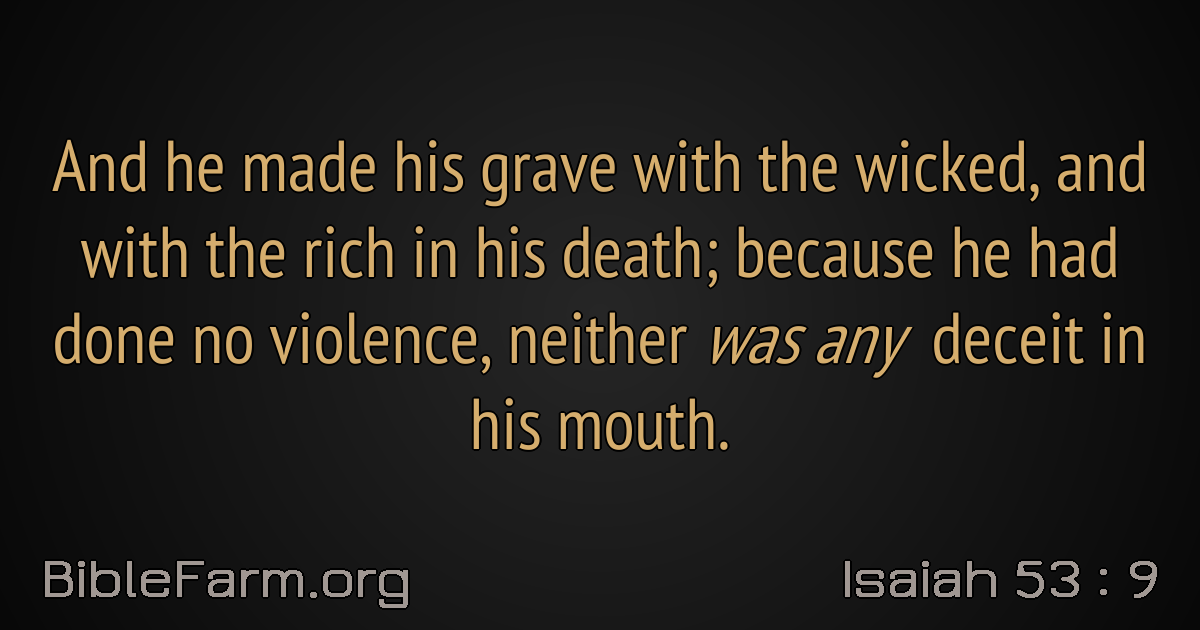 And he made his grave with the wicked, and
with the rich in his death; because he had
done no violence, neither was any deceit in
his mouth.
BibleFarm.org
Isaiah 53 : 9